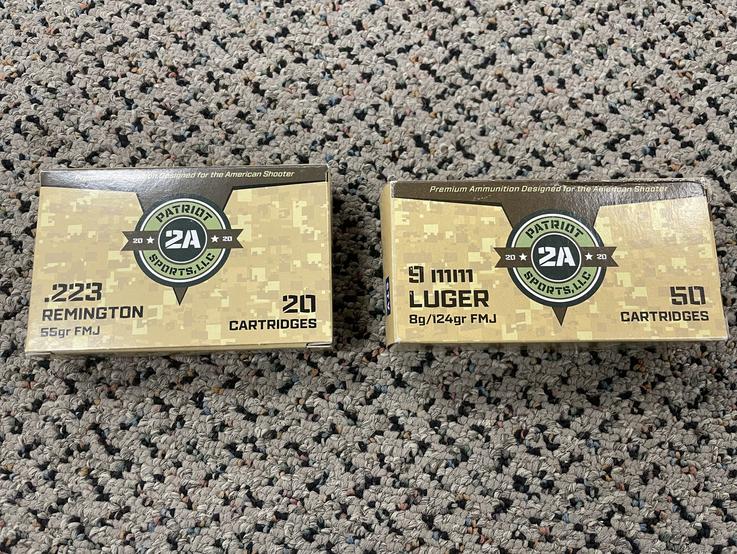 Ammunition Designed for the American Shooter
PATRIOT
20 ★ 2A ★ 20
SPORTS, LLC
.223
REMINGTON
55gr FMJ
20
CARTRIDGES
Premium Ammunition Designed for the American Shooter
PATRIOT
20 ★ 2A ★ 20
SPORTS, LLC
9 mm
LUGER
8g/124gr FMJ
50
CARTRIDGES